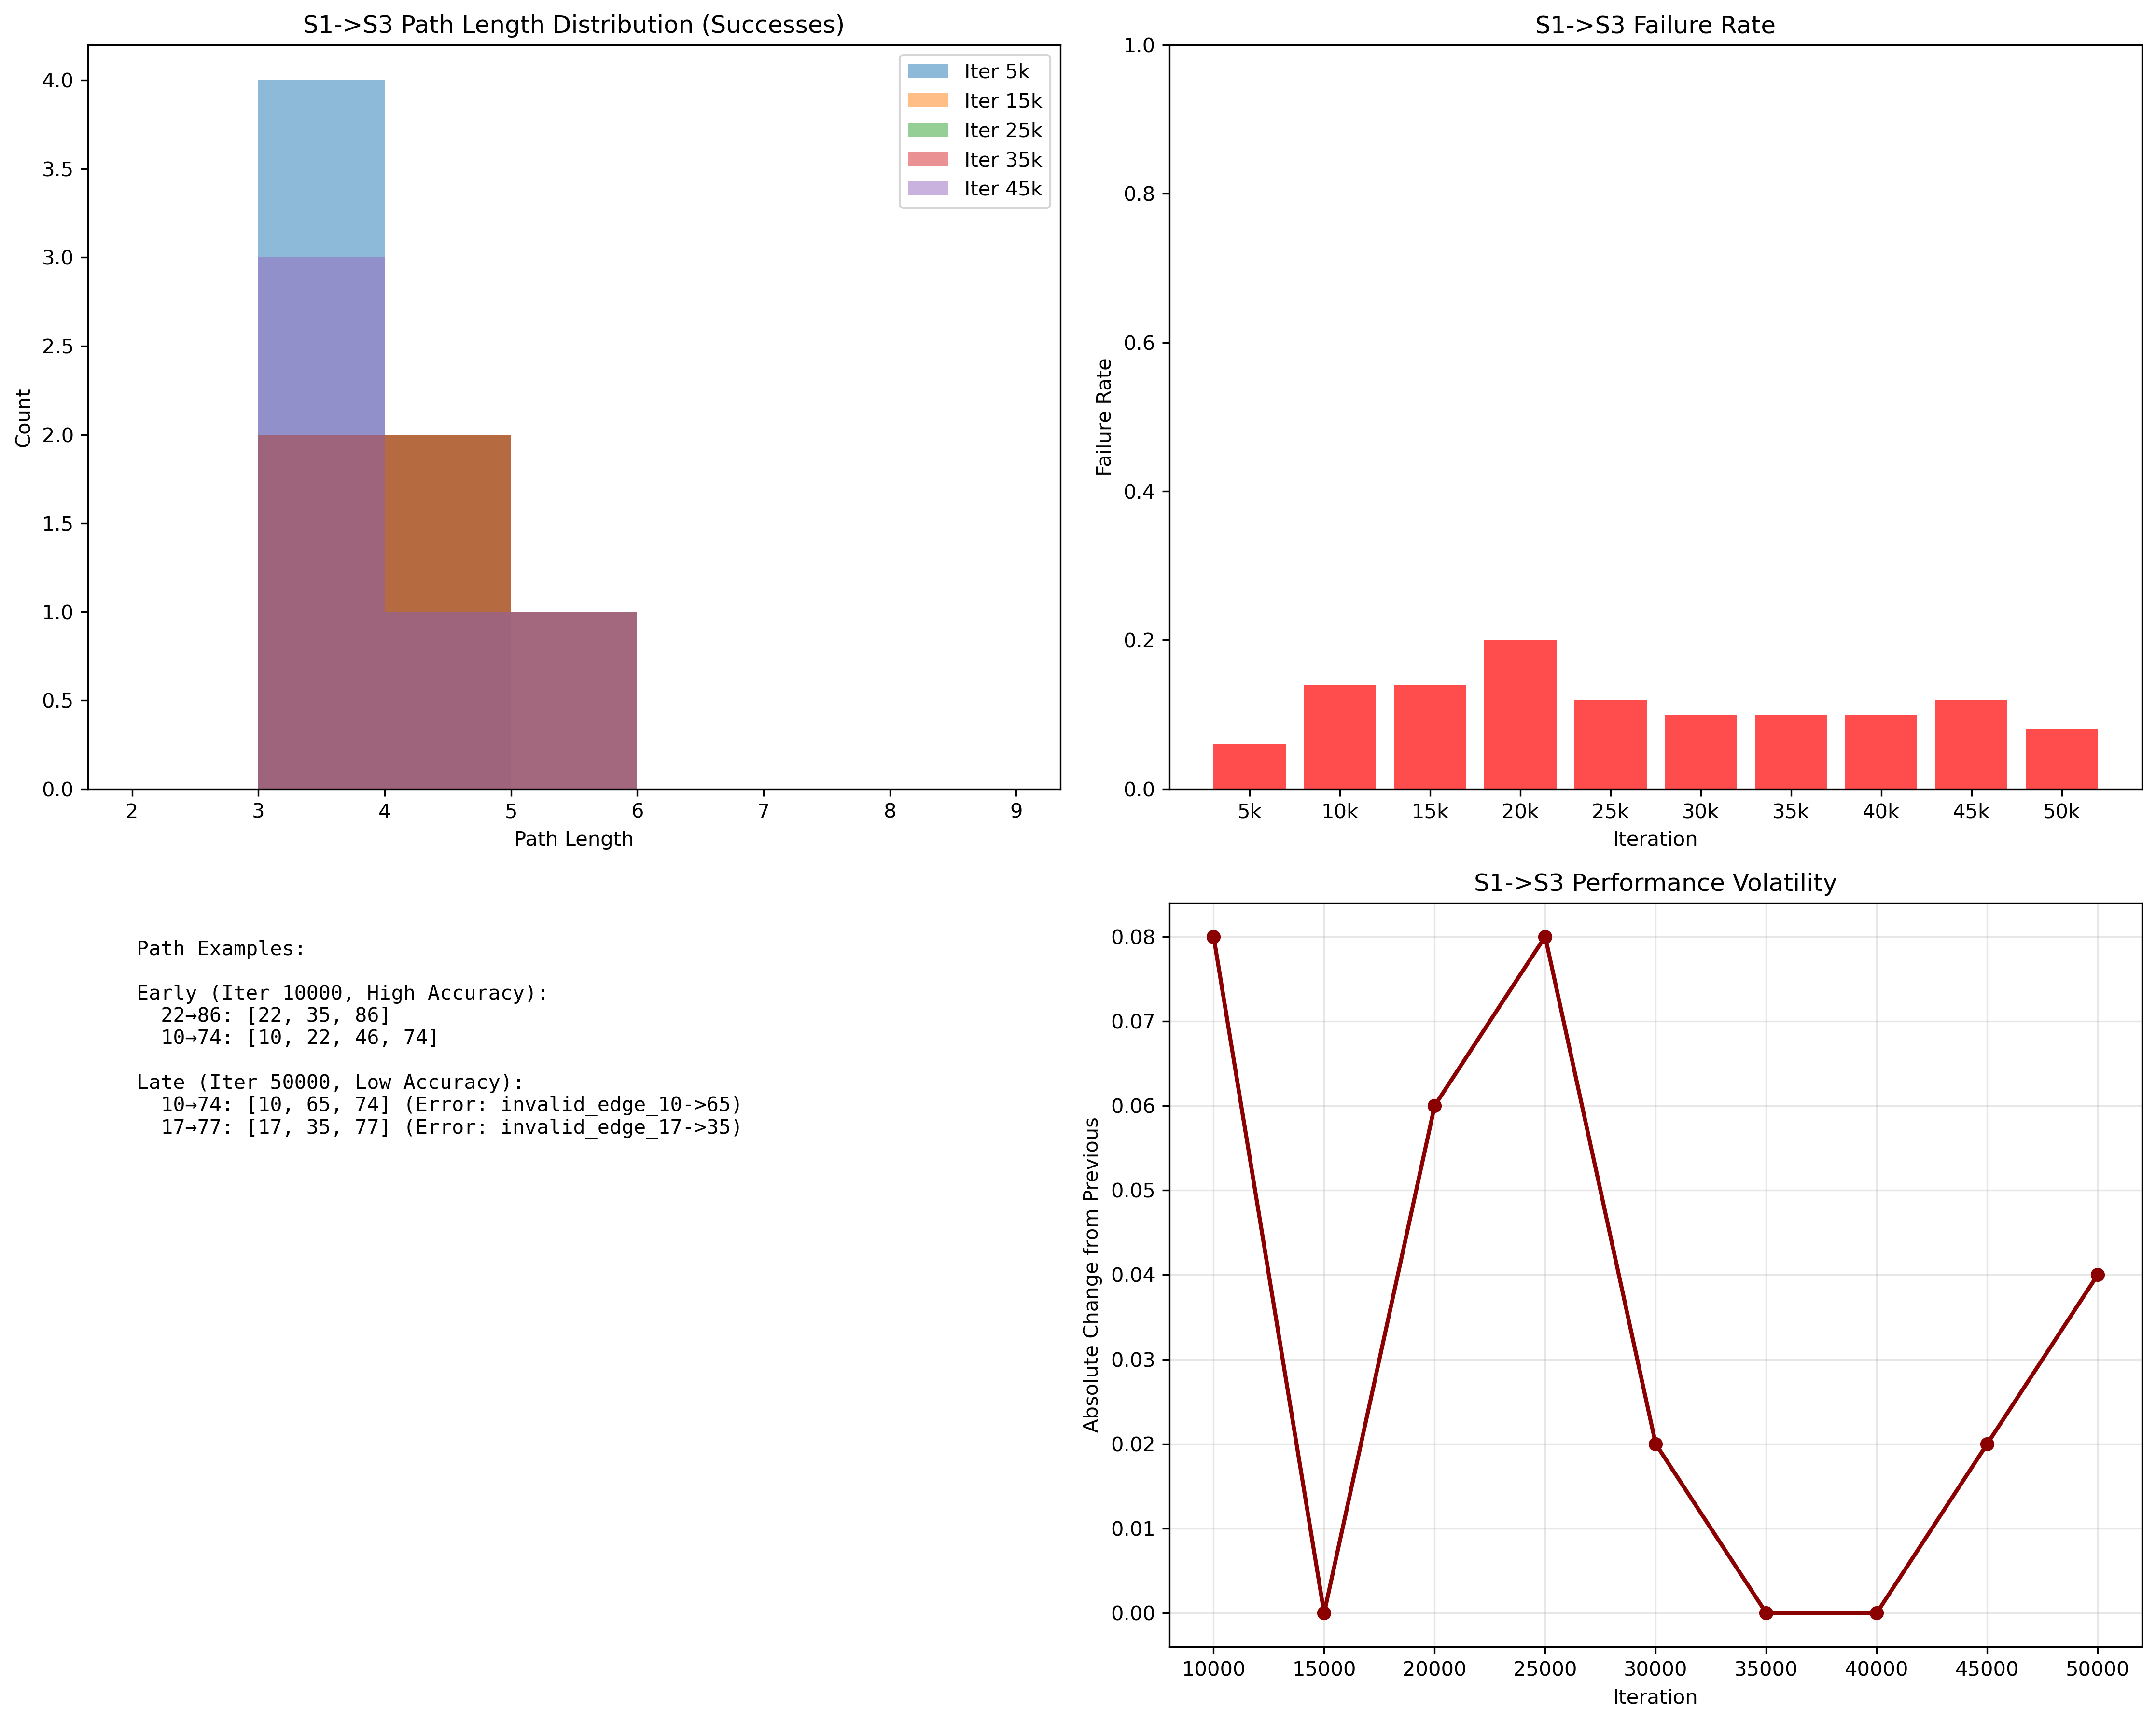 S1->S3 Path Length Distribution (Successes)
Count
4.0
3.5
3.0
2.5
2.0
1.5
1.0
0.5
0.0
2 3 4 5 6 7 8 9
Path Length
Iter 5k
Iter 15k
Iter 25k
Iter 35k
Iter 45k
S1->S3 Failure Rate
Failure Rate
1.0
0.8
0.6
0.4
0.2
0.0
5k 10k 15k 20k 25k 30k 35k 40k 45k 50k
Iteration
Path Examples:
Early (Iter 10000, High Accuracy):
22→86: [22, 35, 86]
10→74: [10, 22, 46, 74]
Late (Iter 50000, Low Accuracy):
10→74: [10, 65, 74] (Error: invalid_edge_10->65)
17→77: [17, 35, 77] (Error: invalid_edge_17->35)
S1->S3 Performance Volatility
Absolute Change from Previous
0.08
0.07
0.06
0.05
0.04
0.03
0.02
0.01
0.00
10000 15000 20000 25000 30000 35000 40000 45000 50000
Iteration